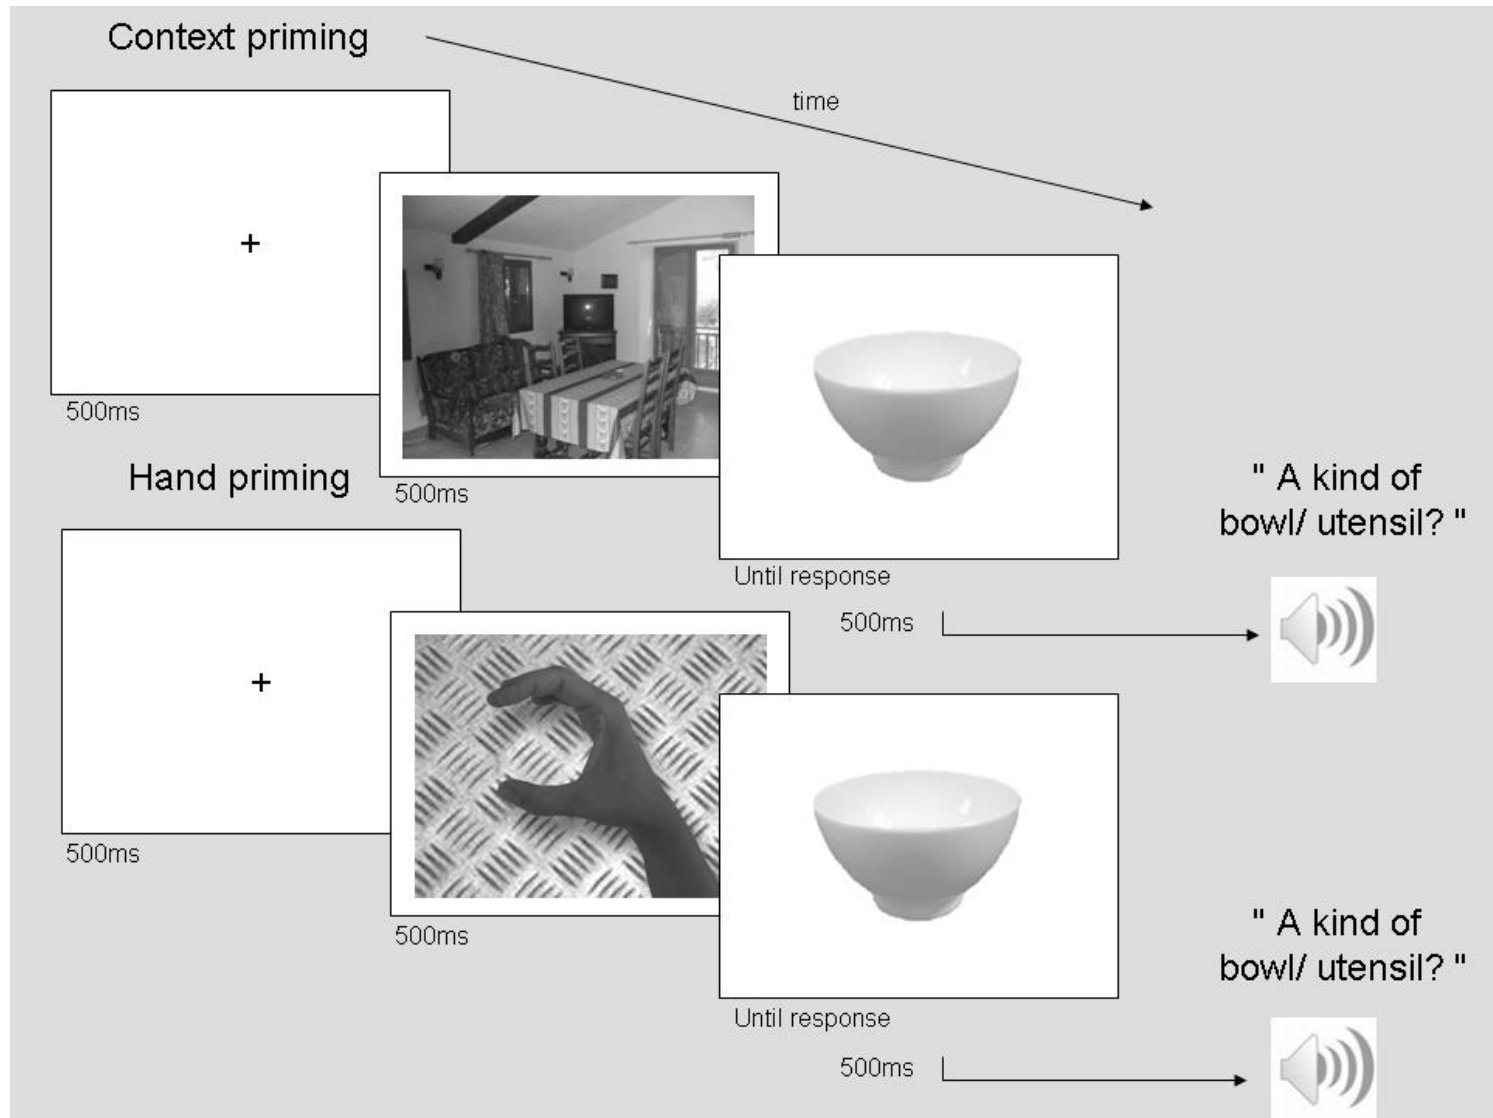 Context priming
time
+
500ms
500ms
Until response
500ms
" A kind of
bowl/ utensil? "
Hand priming
+
500ms
500ms
Until response
500ms
" A kind of
bowl/ utensil? "